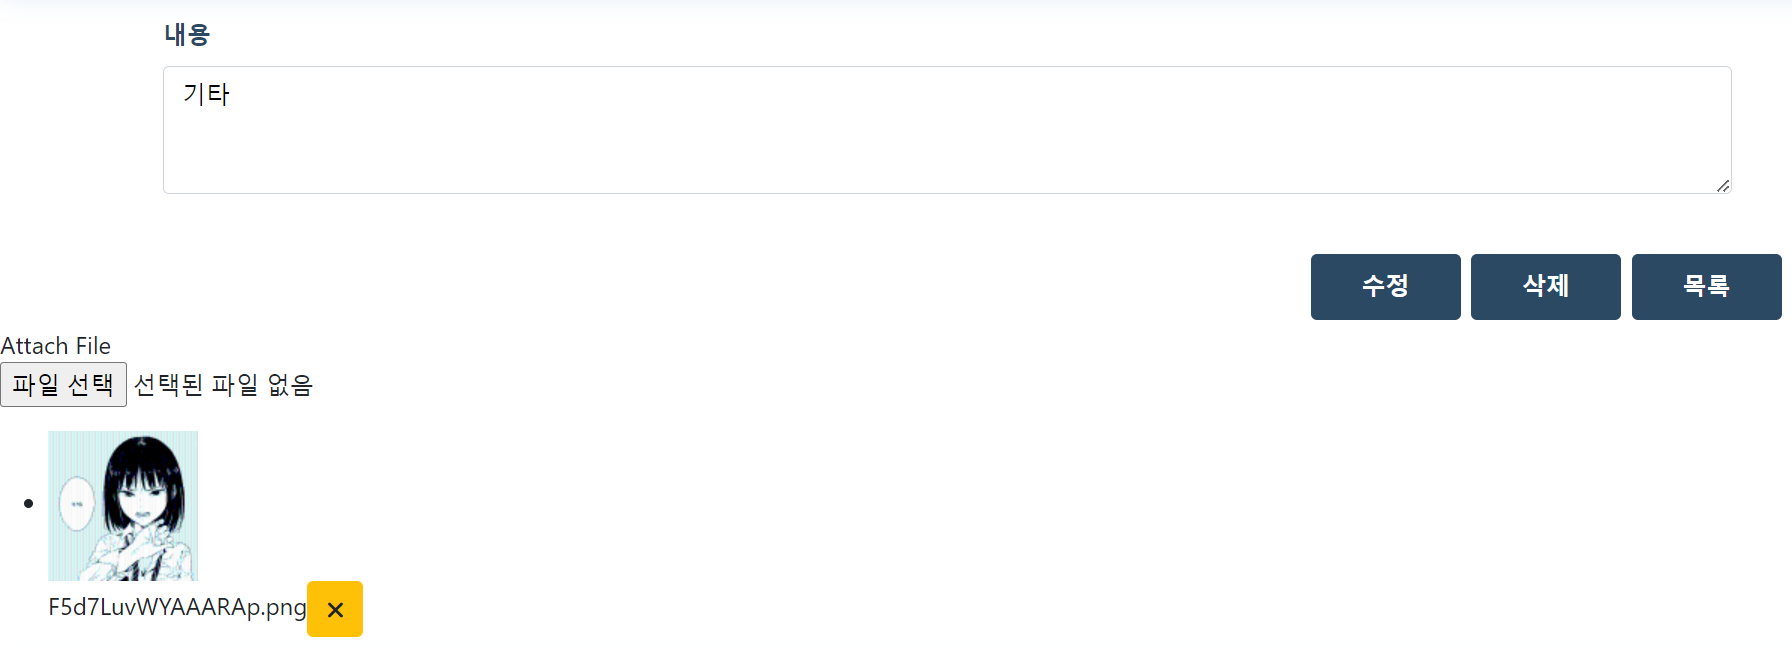 내용
기타
수정 삭제 목록
Attach File
파일 선택 선택된 파일 없음
F5d7LuvWYAAARAp.png